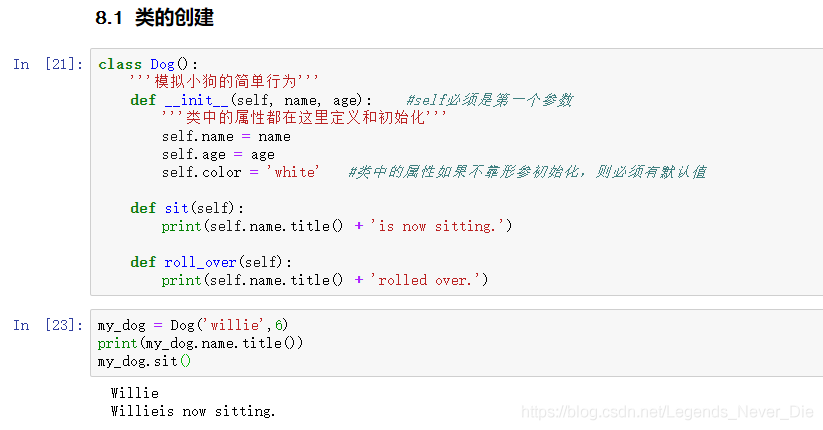 8.1 类的创建
In [21]:
class Dog():
    '''模拟小狗的简单行为'''
    def __init__(self, name, age):    #self必须是第一个参数
        '''类中的属性都在这里定义和初始化'''
        self.name = name
        self.age = age
        self.color = 'white'   #类中的属性如果不靠形参初始化，则必须有默认值
    def sit(self):
        print(self.name.title() + 'is now sitting.')
    def roll_over(self):
        print(self.name.title() + 'rolled over.')
In [23]:
my_dog = Dog('willie',6)
print(my_dog.name.title())
my_dog.sit()
Willie
Willieis now sitting.
https://blog.csdn.net/Legends_Never_Die